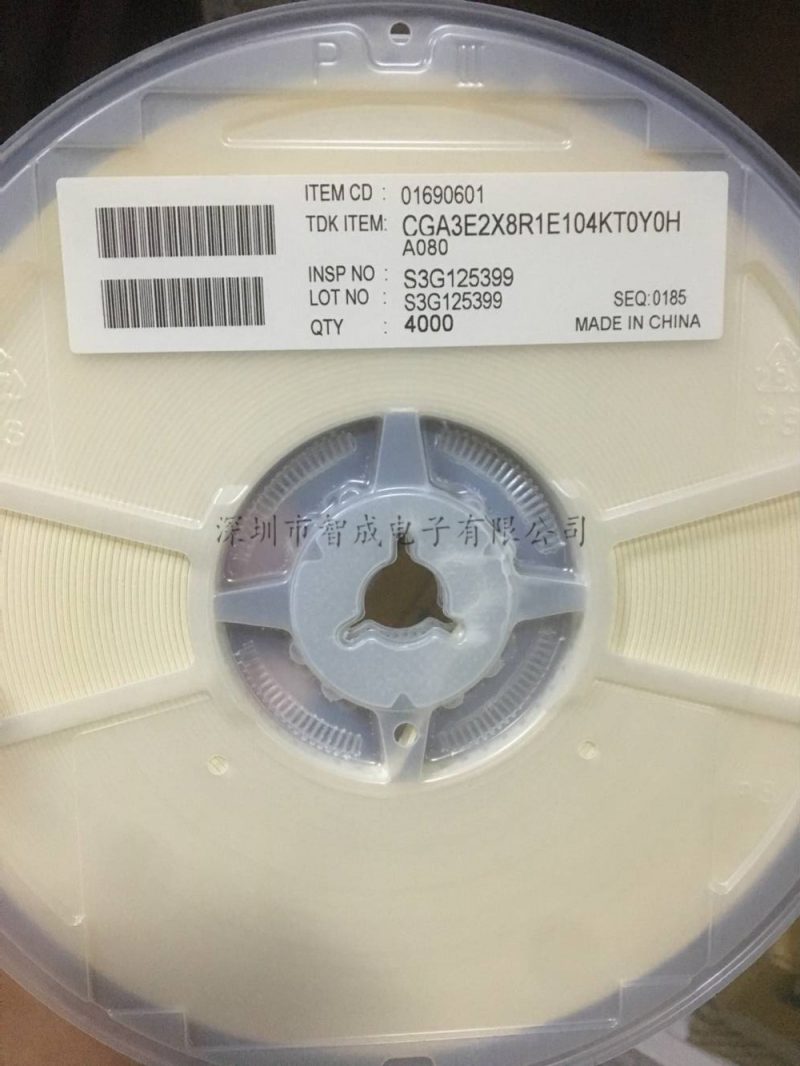 P III
ITEM CD : 01690601
TDK ITEM: CGA3E2X8R1E104KT0Y0H
A080
INSP NO : S3G125399
LOT NO : S3G125399
SEQ:0185
QTY : 4000
MADE IN CHINA
深圳市智成电子有限公司